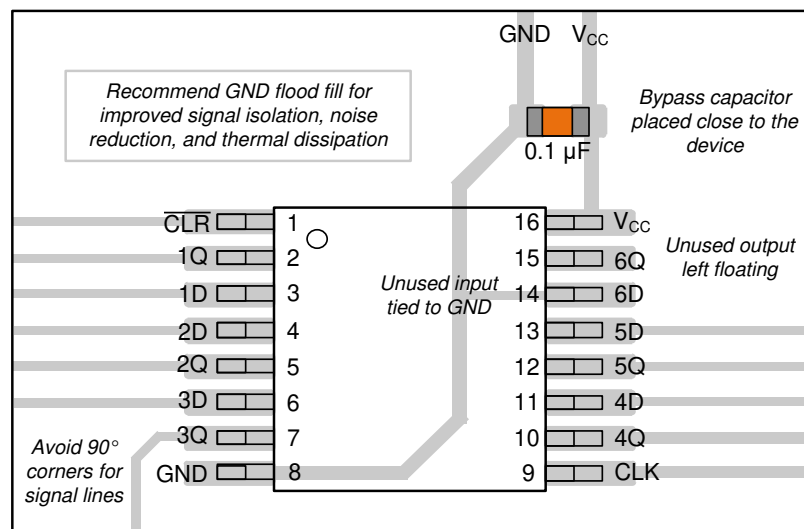 GND V_CC
Recommend GND flood fill for
improved signal isolation, noise
reduction, and thermal dissipation
Bypass capacitor
placed close to the
device
0.1 µF
C̅L̅R̅ 1 16 V_CC
1Q 2 15 6Q
Unused output
left floating
1D 3 14 6D
Unused input
tied to GND
2D 4 13 5D
2Q 5 12 5Q
3D 6 11 4D
3Q 7 10 4Q
GND 8 9 CLK
Avoid 90°
corners for
signal lines